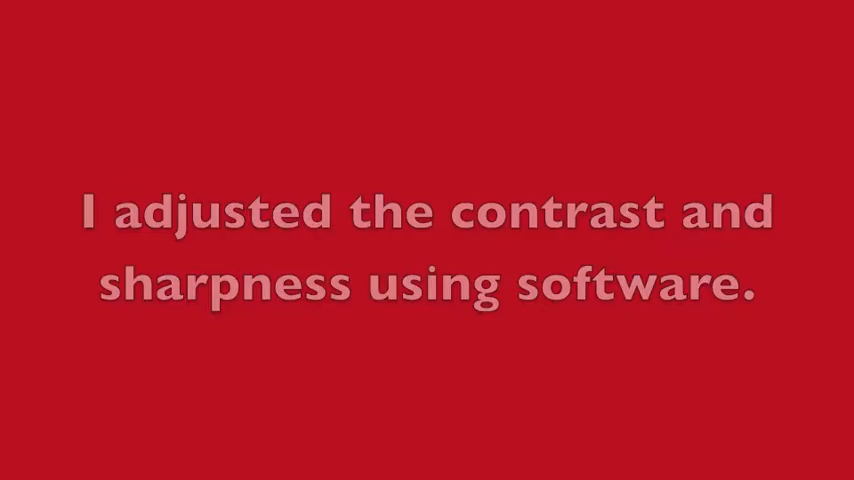 I adjusted the contrast and
sharpness using software.